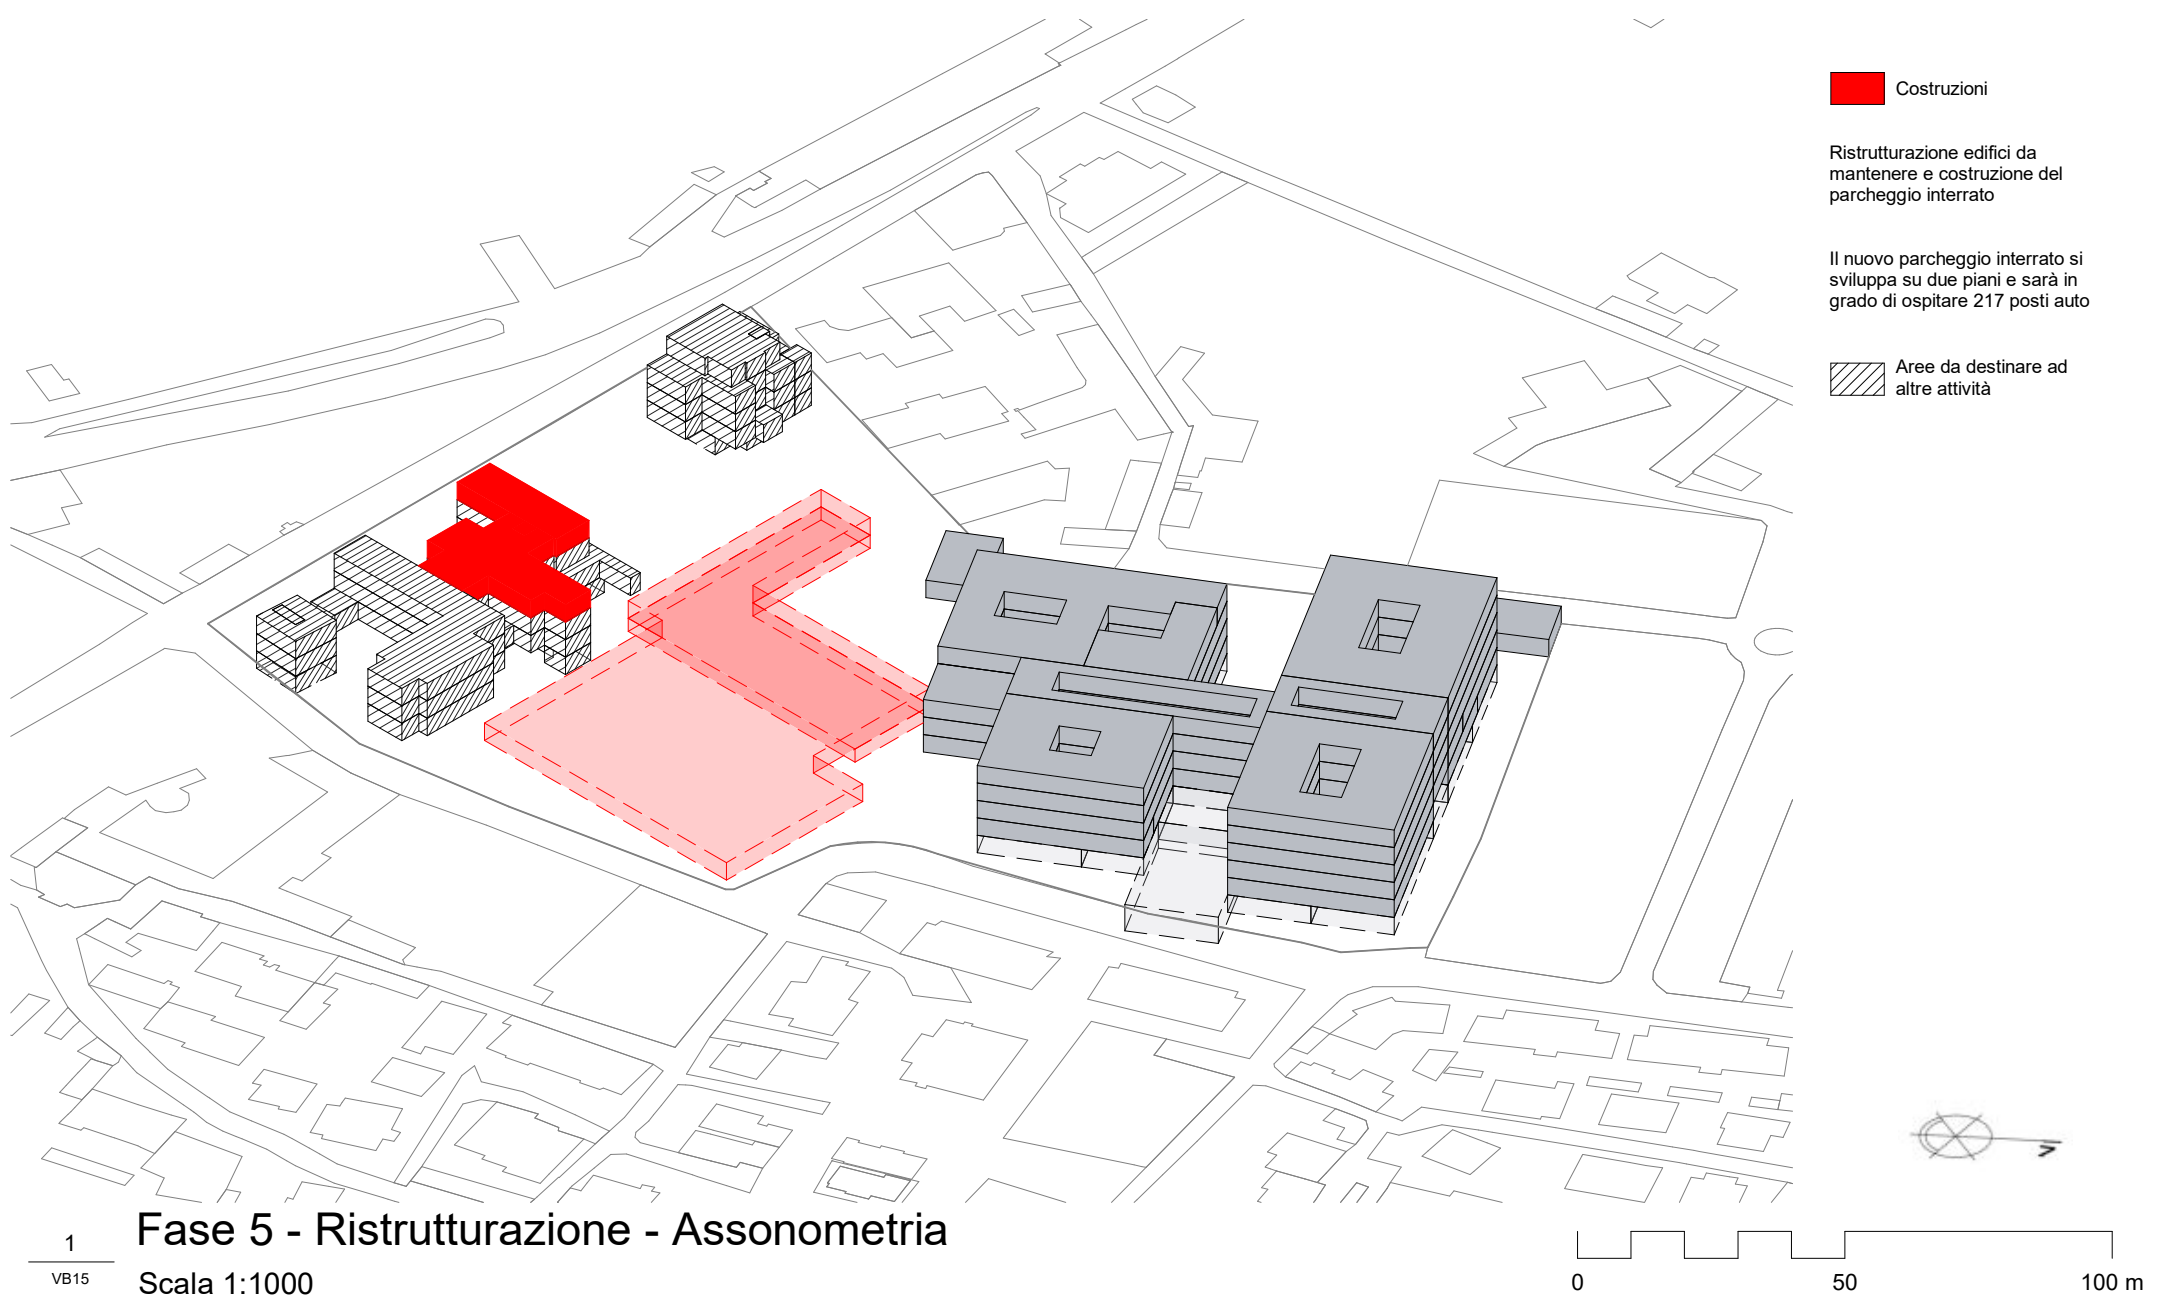 Costruzioni
Ristrutturazione edifici da
mantenere e costruzione del
parcheggio interrato
Il nuovo parcheggio interrato si
sviluppa su due piani e sarà in
grado di ospitare 217 posti auto
Aree da destinare ad
altre attività
1
VB15
Fase 5 - Ristrutturazione - Assonometria
Scala 1:1000
0
50
100 m